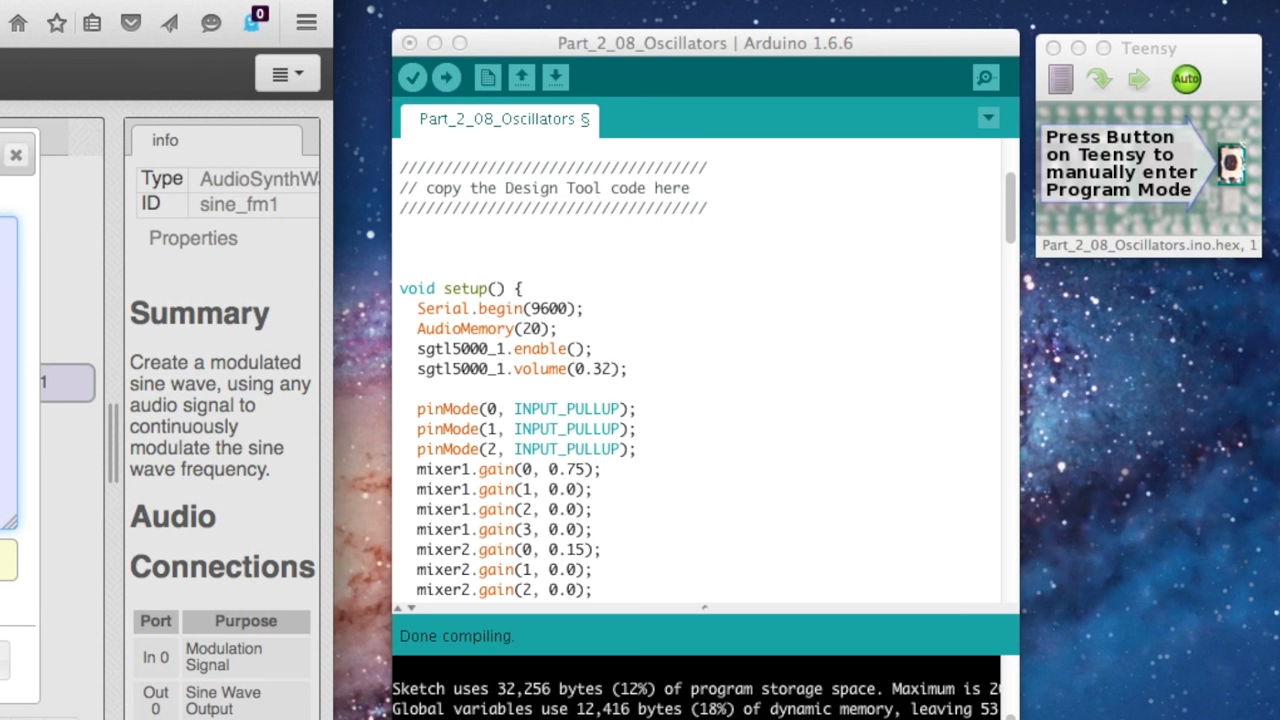 0
info
Type AudioSynthWa
ID sine_fm1
Properties
Summary
Create a modulated
sine wave, using any
audio signal to
continuously
modulate the sine
wave frequency.
Audio
Connections
Port Purpose
In 0 Modulation
Signal
Out
0 Sine Wave
Output
1
Part_2_08_Oscillators | Arduino 1.6.6
Part_2_08_Oscillators §
///////////////////////////////////
// copy the Design Tool code here
///////////////////////////////////
void setup() {
Serial.begin(9600);
AudioMemory(20);
sgtl5000_1.enable();
sgtl5000_1.volume(0.32);
pinMode(0, INPUT_PULLUP);
pinMode(1, INPUT_PULLUP);
pinMode(2, INPUT_PULLUP);
mixer1.gain(0, 0.75);
mixer1.gain(1, 0.0);
mixer1.gain(2, 0.0);
mixer1.gain(3, 0.0);
mixer2.gain(0, 0.15);
mixer2.gain(1, 0.0);
mixer2.gain(2, 0.0);
Done compiling.
Sketch uses 32,256 bytes (12%) of program storage space. Maximum is 2
Global variables use 12,416 bytes (18%) of dynamic memory, leaving 53
Teensy
Auto
Press Button
on Teensy to
manually enter
Program Mode
Part_2_08_Oscillators.ino.hex, 1